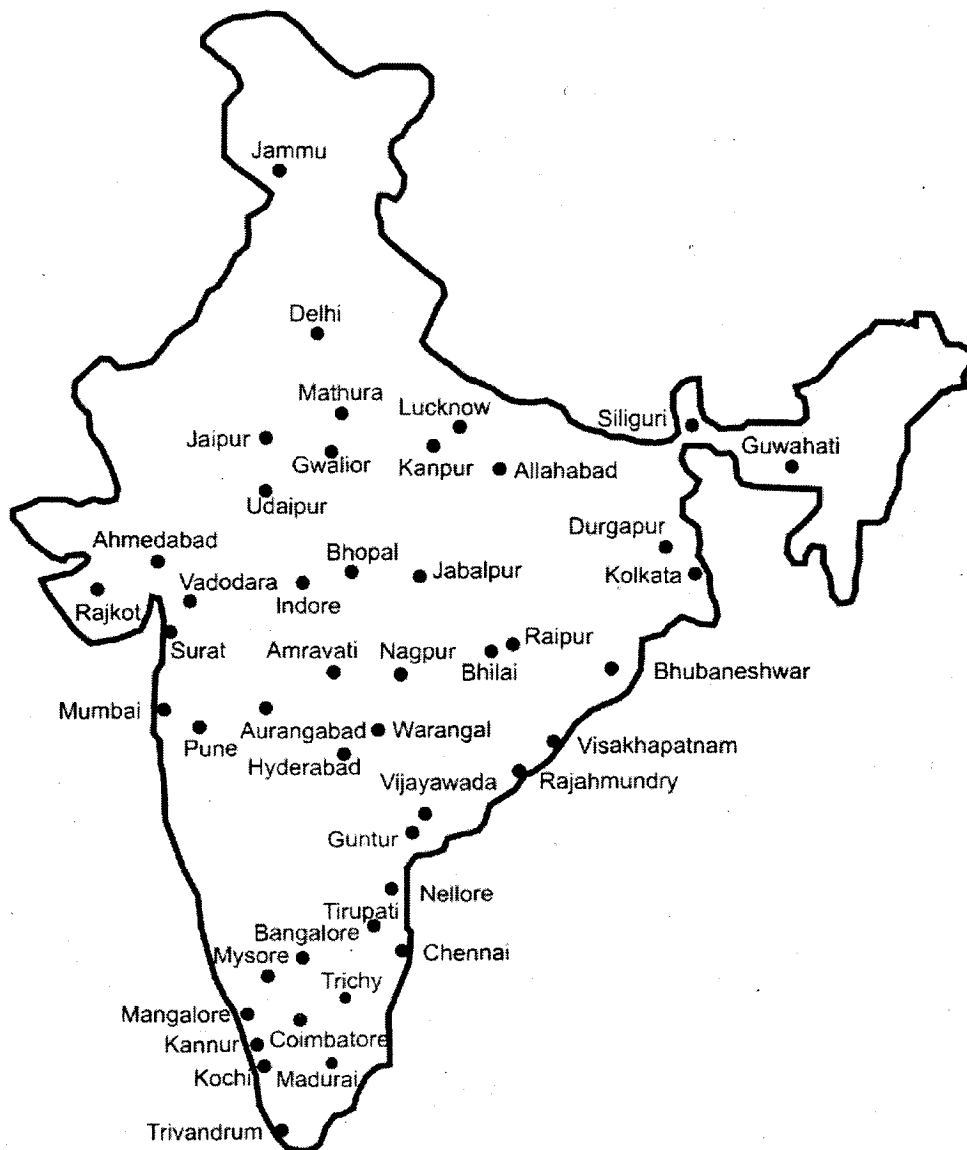 Jammu
Delhi
Mathura
Lucknow
Siliguri
Jaipur
Guwahati
Gwalior
Kanpur
Allahabad
Udaipur
Durgapur
Ahmedabad
Bhopal
Jabalpur
Kolkata
Vadodara
Indore
Rajkot
Raipur
Surat
Amravati
Nagpur
Bhilai
Bhubaneshwar
Mumbai
Aurangabad
Warangal
Pune
Visakhapatnam
Hyderabad
Rajahmundry
Vijayawada
Guntur
Nellore
Tirupati
Bangalore
Chennai
Mysore
Trichy
Mangalore
Coimbatore
Kannur
Kochi
Madurai
Trivandrum